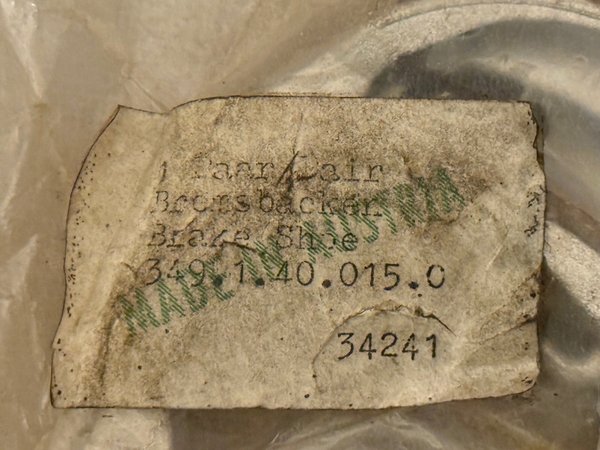 1 Paar/Pair
Bremsbacken
Brake Shoe
349.1.40.015.0
MADE IN AUSTRIA
34241